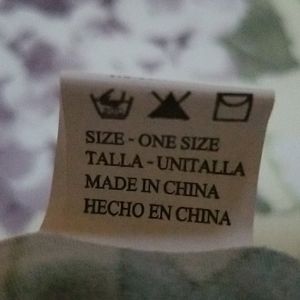 SIZE - ONE SIZE
TALLA - UNITALLA
MADE IN CHINA
HECHO EN CHINA